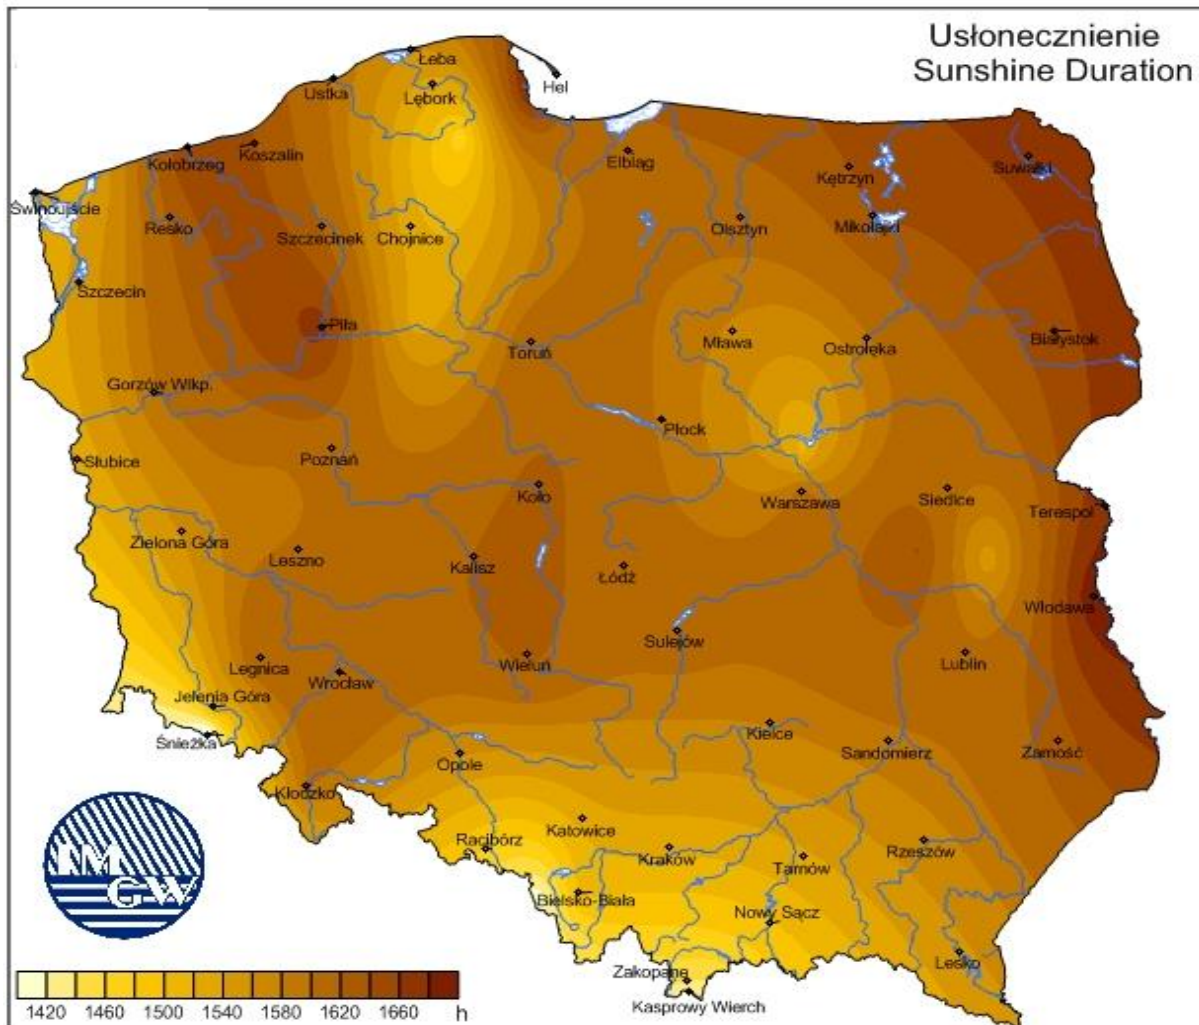 Usłonecznienie
Sunshine Duration
Łeba
Ustka
Lębork
Hel
Kołobrzeg
Koszalin
Elbląg
Kętrzyn
Suwałki
Świnoujście
Resko
Szczecinek
Chojnice
Olsztyn
Mikołajki
Szczecin
Piła
Toruń
Mława
Ostrołęka
Białystok
Gorzów Wlkp.
Płock
Słubice
Poznań
Koło
Warszawa
Siedlce
Terespol
Zielona Góra
Leszno
Kalisz
Łódź
Włodawa
Sulejów
Legnica
Wrocław
Wieluń
Lublin
Jelenia Góra
Śnieżka
Kielce
Sandomierz
Zamość
Opole
Kłodzko
Racibórz
Katowice
Kraków
Tarnów
Rzeszów
Bielsko-Biała
Nowy Sącz
Lesko
Zakopane
Kasprowy Wierch
IM
GW
1420 1460 1500 1540 1580 1620 1660 h